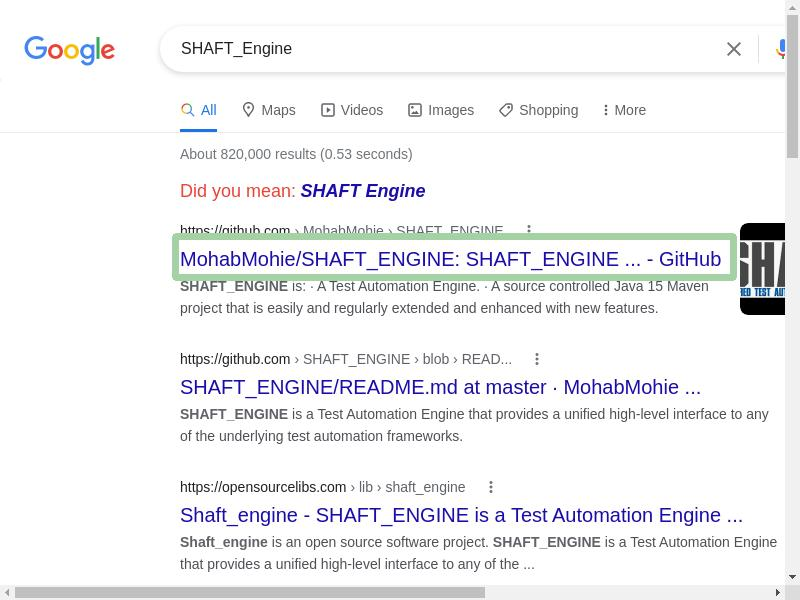 Google
SHAFT_Engine
All
Maps
Videos
Images
Shopping
More
About 820,000 results (0.53 seconds)
Did you mean: SHAFT Engine
https://github.com › MohabMohie › SHAFT_ENGINE
MohabMohie/SHAFT_ENGINE: SHAFT_ENGINE ... - GitHub
SHAFT_ENGINE is: · A Test Automation Engine. · A source controlled Java 15 Maven
project that is easily and regularly extended and enhanced with new features.
https://github.com › SHAFT_ENGINE › blob › READ...
SHAFT_ENGINE/README.md at master · MohabMohie ...
SHAFT_ENGINE is a Test Automation Engine that provides a unified high-level interface to any
of the underlying test automation frameworks.
https://opensourcelibs.com › lib › shaft_engine
Shaft_engine - SHAFT_ENGINE is a Test Automation Engine ...
Shaft_engine is an open source software project. SHAFT_ENGINE is a Test Automation Engine
that provides a unified high-level interface to any of the ...